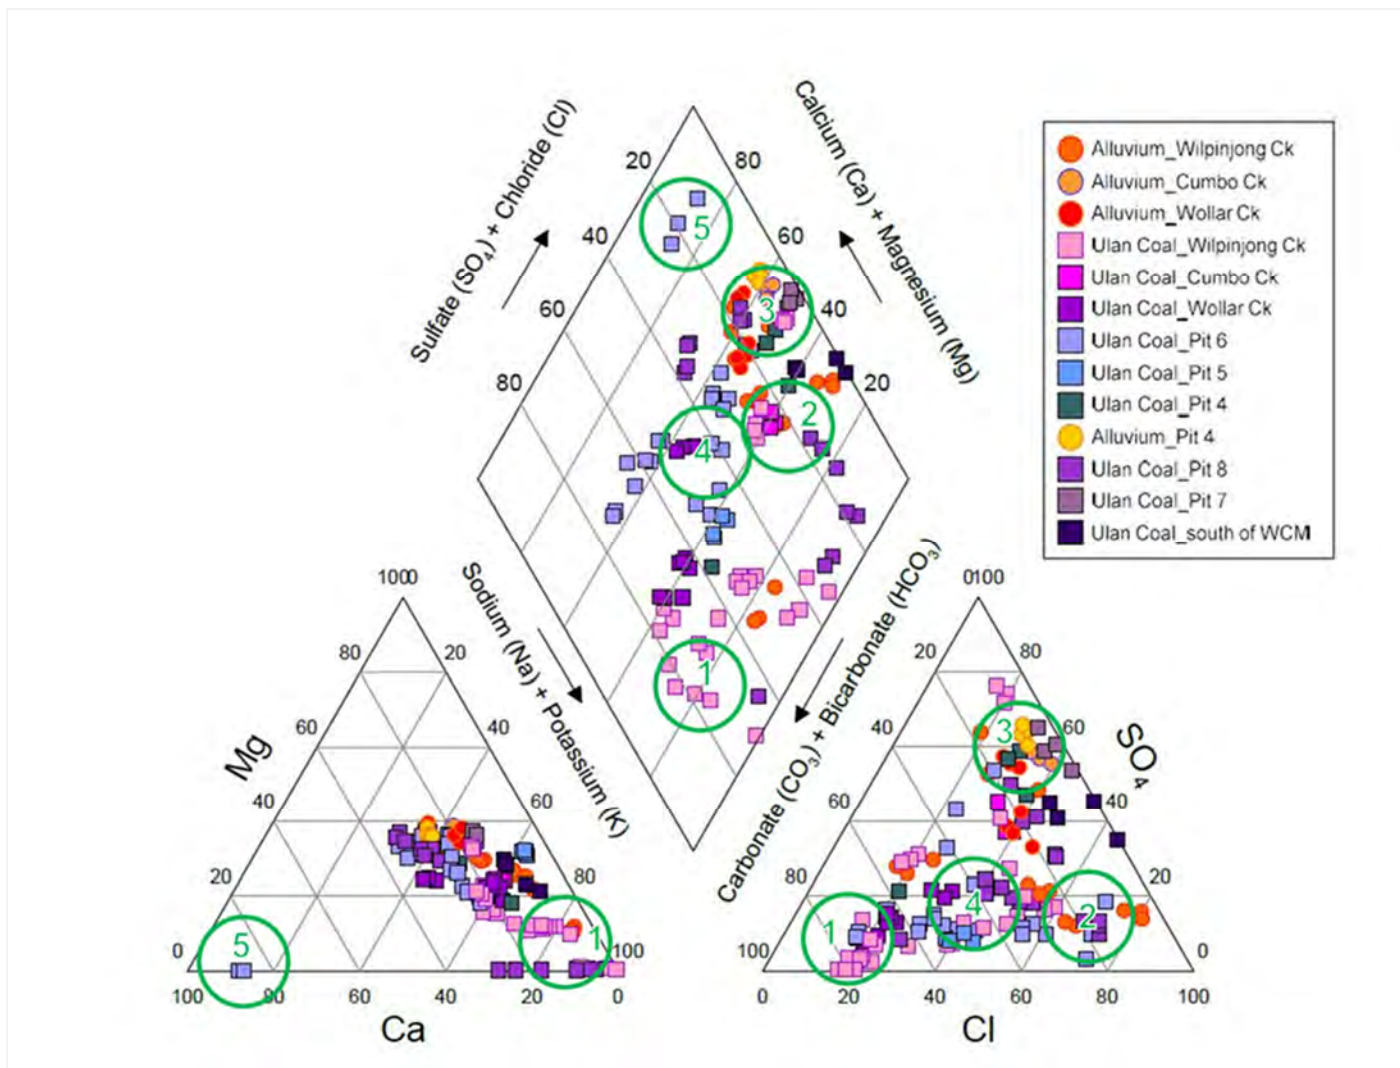 Sulfate (SO4) + Chloride (Cl)
Calcium (Ca) + Magnesium (Mg)
20
80
40
60
60
40
80
20
5
3
2
4
1
Alluvium_Wilpinjong Ck
Alluvium_Cumbo Ck
Alluvium_Wollar Ck
Ulan Coal_Wilpinjong Ck
Ulan Coal_Cumbo Ck
Ulan Coal_Wollar Ck
Ulan Coal_Pit 6
Ulan Coal_Pit 5
Ulan Coal_Pit 4
Alluvium_Pit 4
Ulan Coal_Pit 8
Ulan Coal_Pit 7
Ulan Coal_south of WCM
Sodium (Na) + Potassium (K)
Carbonate (CO3) + Bicarbonate (HCO3)
1000
80
20
60
40
40
60
20
80
0
100
Mg
5
1
100
80
60
40
20
0
Ca
0100
20
80
40
60
60
40
80
20
100
0
SO4
3
4
2
1
0
20
40
60
80
100
Cl